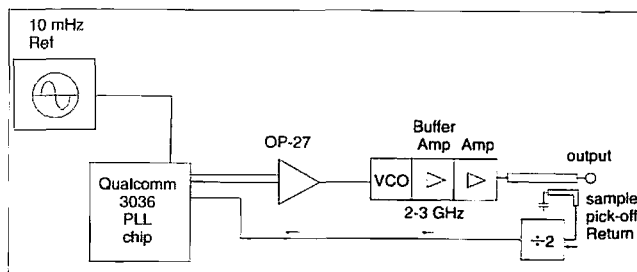 10 mHz
Ref
OP-27
Buffer
Amp
Amp
VCO
2-3 GHz
output
sample
pick-off
Return
÷2
Qualcomm
3036
PLL
chip